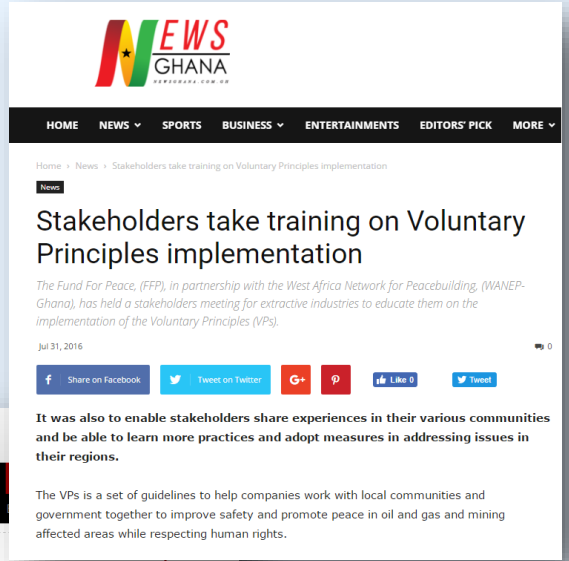 NEWS
GHANA
NEWSGHANA.COM.GH
HOME NEWS SPORTS BUSINESS ENTERTAINMENTS EDITORS' PICK MORE
Home › News › Stakeholders take training on Voluntary Principles implementation
News
Stakeholders take training on Voluntary
Principles implementation
The Fund For Peace, (FFP), in partnership with the West Africa Network for Peacebuilding, (WANEP-
Ghana), has held a stakeholders meeting for extractive industries to educate them on the
implementation of the Voluntary Principles (VPs).
Jul 31, 2016 0
f Share on Facebook Tweet on Twitter G+ Like 0 Tweet
It was also to enable stakeholders share experiences in their various communities
and be able to learn more practices and adopt measures in addressing issues in
their regions.
The VPs is a set of guidelines to help companies work with local communities and
government together to improve safety and promote peace in oil and gas and mining
affected areas while respecting human rights.